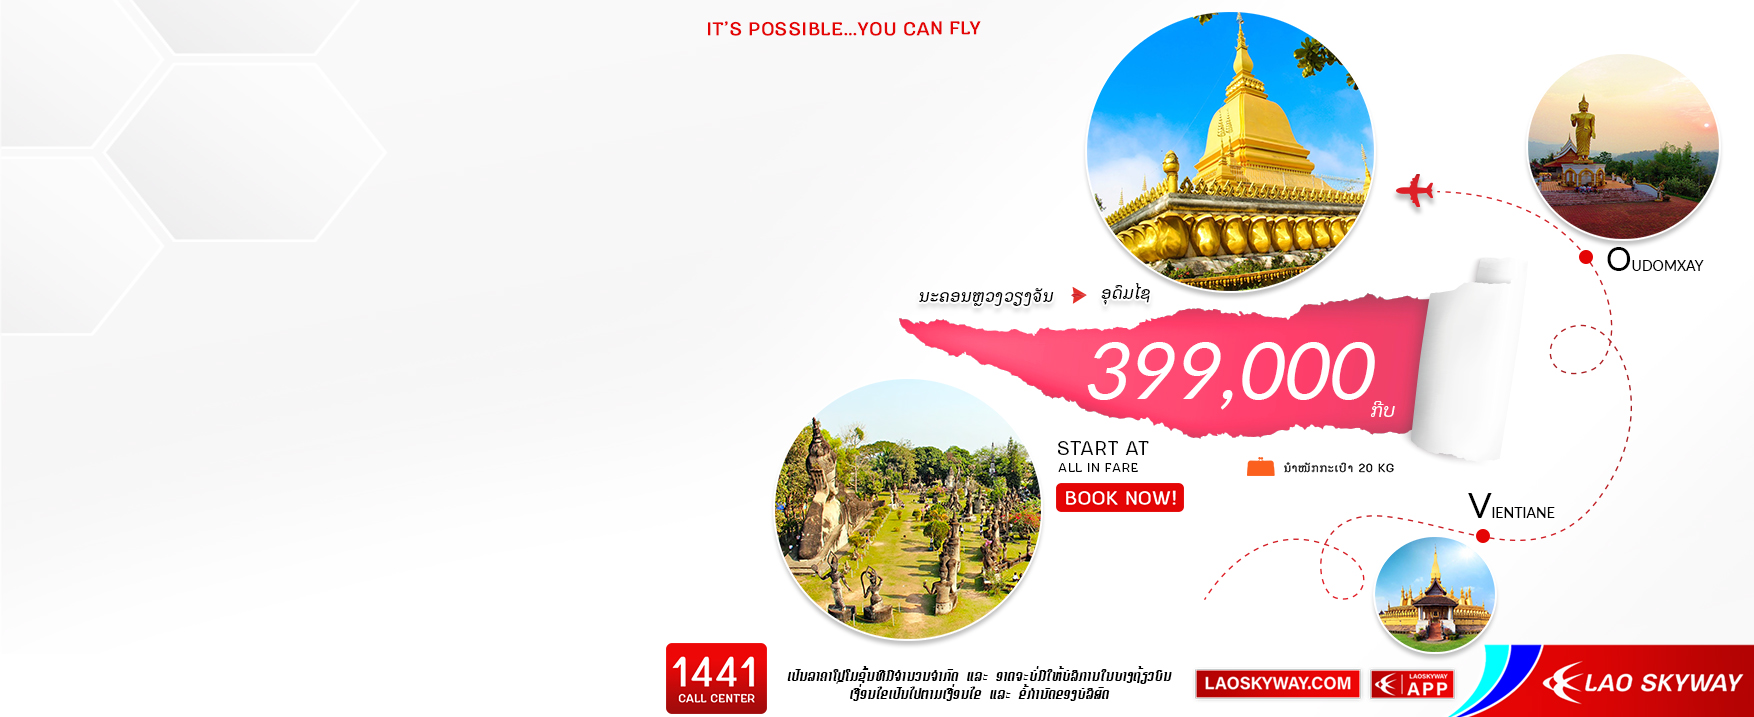 IT'S POSSIBLE...YOU CAN FLY
OUDOMXAY
ນະຄອນຫຼວງວຽງຈັນ
ອຸດົມໄຊ
399,000
ກີບ
START AT
ALL IN FARE
BOOK NOW!
ນ້ຳໜັກກະເປົາ 20 KG
VIENTIANE
1441
CALL CENTER
ເປັນລາຄາໂປຣໂມຊັ້ນທີ່ມີຈຳນວນຈຳກັດ ແລະ ອາດຈະບໍ່ມີໃຫ້ບໍລິການໃນບາງຖ້ຽວບິນ
ເງື່ອນໄຂເປັນໄປຕາມເງື່ອນໄຂ ແລະ ຂໍ້ກຳນົດຂອງບໍລິສັດ
LAOSKYWAY.COM
LAOSKYWAY
APP
LAO SKYWAY